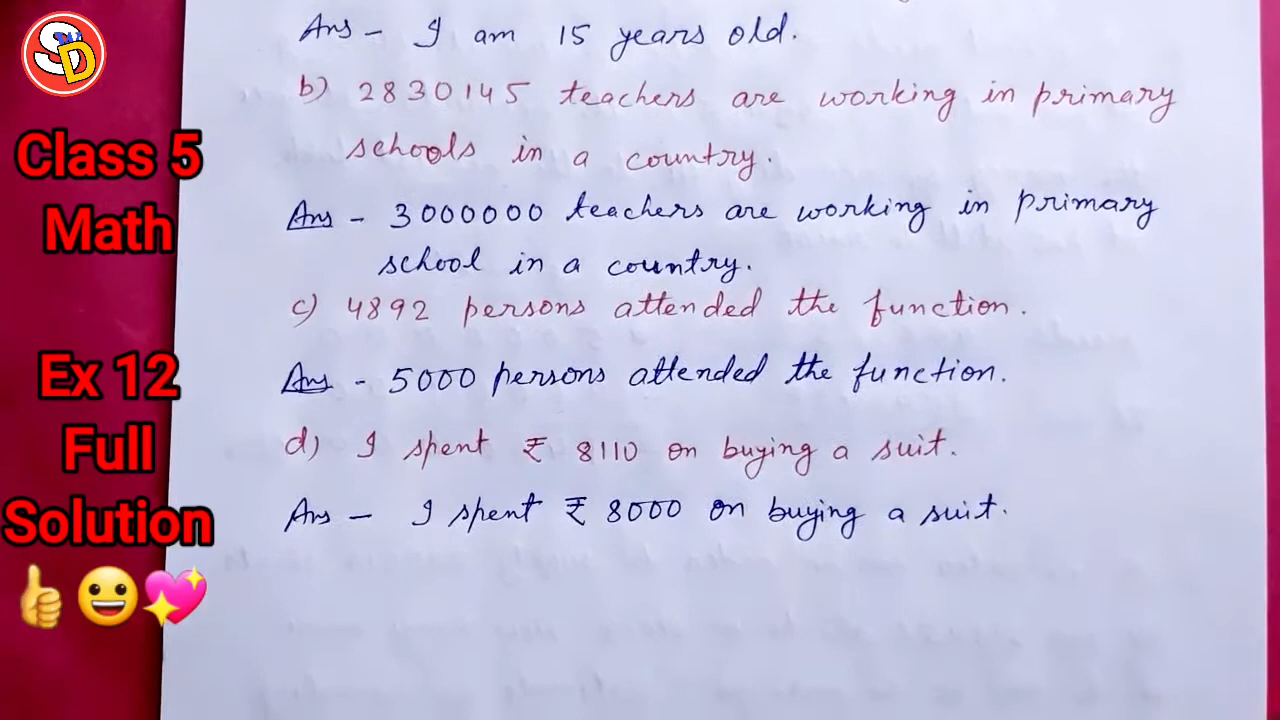 SD
Class 5
Math
Ex 12
Full
Solution
Ans - I am 15 years old.
b) 2830145 teachers are working in primary
schools in a country.
Ans - 3000000 teachers are working in primary
school in a country.
c) 4892 persons attended the function.
Ans - 5000 persons attended the function.
d) I spent ₹ 8110 on buying a suit.
Ans - I spent ₹ 8000 on buying a suit.